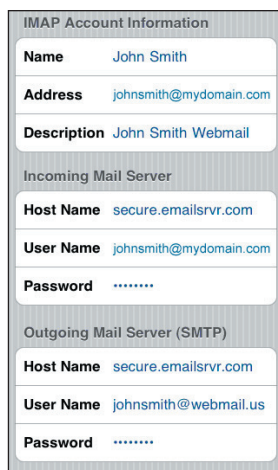 IMAP Account Information
Name John Smith
Address johnsmith@mydomain.com
Description John Smith Webmail
Incoming Mail Server
Host Name secure.emailsrvr.com
User Name johnsmith@mydomain.com
Password ••••••••
Outgoing Mail Server (SMTP)
Host Name secure.emailsrvr.com
User Name johnsmith@webmail.us
Password ••••••••